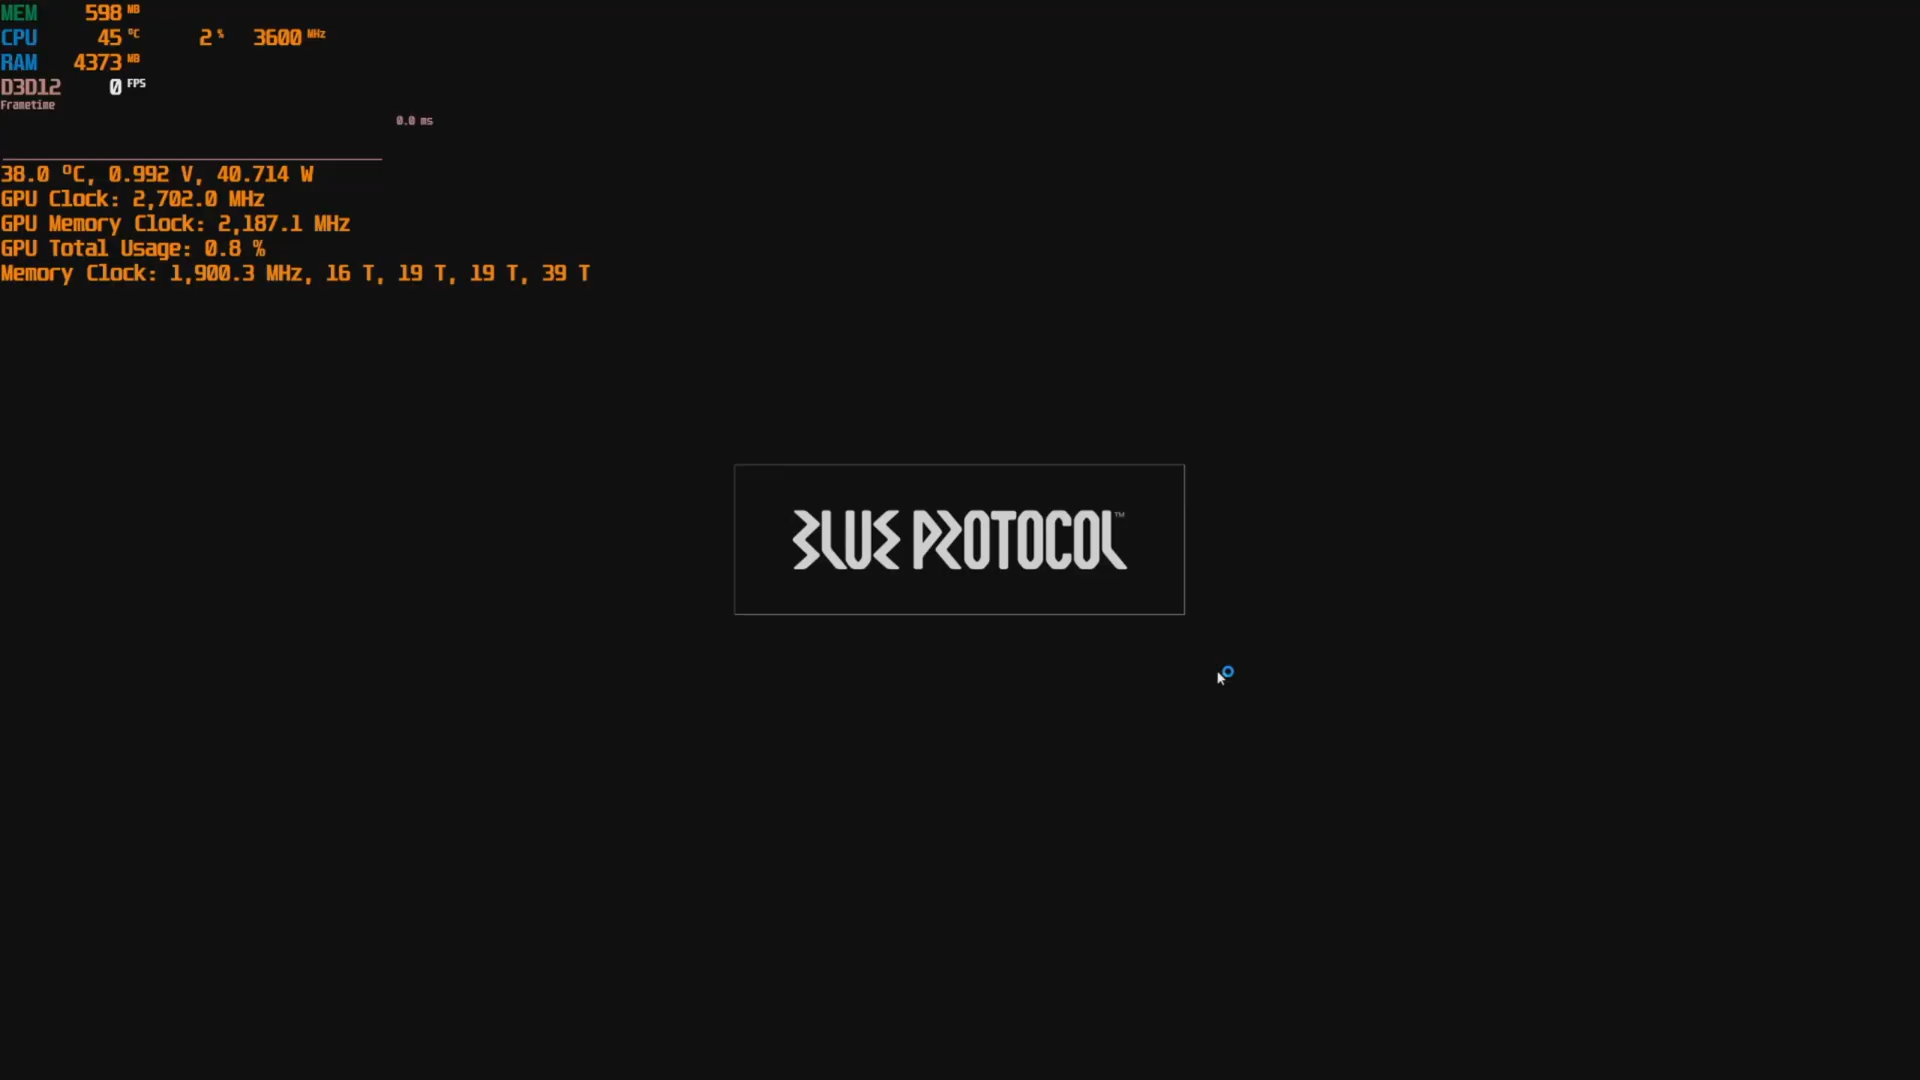 MEM 598 MB
CPU 45 °C 2 % 3600 MHz
RAM 4373 MB
D3D12 0 FPS
Frametime
0.0 ms
38.0 °C, 0.992 V, 40.714 W
GPU Clock: 2,702.0 MHz
GPU Memory Clock: 2,187.1 MHz
GPU Total Usage: 0.8 %
Memory Clock: 1,900.3 MHz, 16 T, 19 T, 19 T, 39 T
BLUE PROTOCOL™